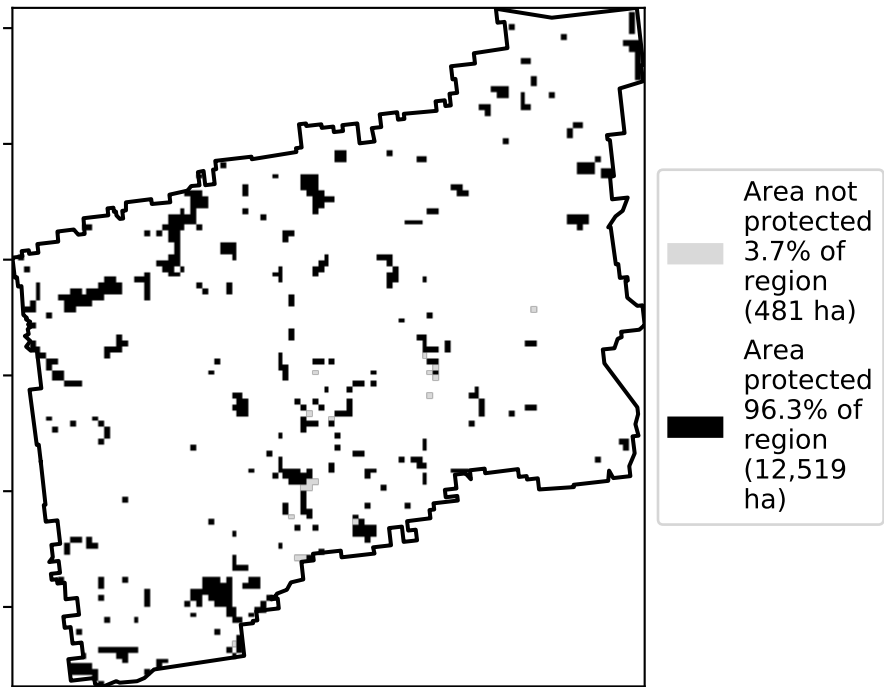 Area not
protected
3.7% of
region
(481 ha)
Area
protected
96.3% of
region
(12,519
ha)